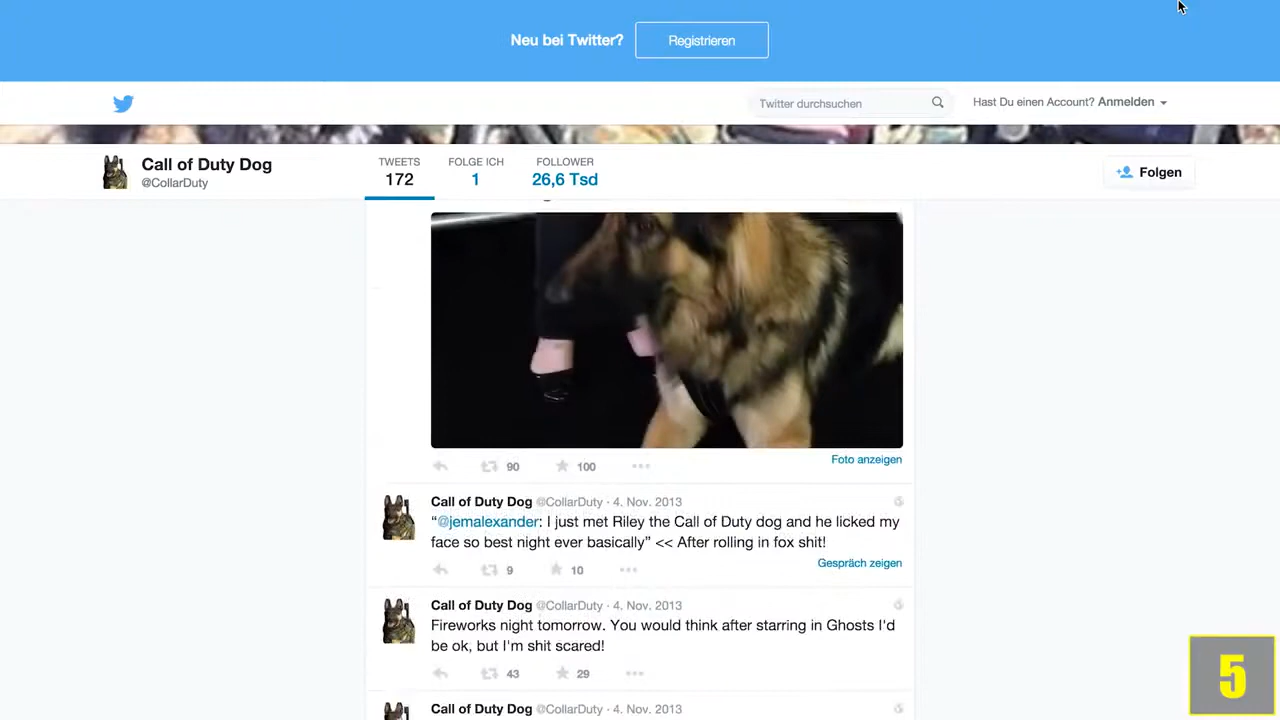 Neu bei Twitter? Registrieren
Twitter durchsuchen
Hast Du einen Account? Anmelden
Call of Duty Dog
@CollarDuty
TWEETS
172
FOLGE ICH
1
FOLLOWER
26,6 Tsd
Folgen
90 100
Foto anzeigen
Call of Duty Dog @CollarDuty · 4. Nov. 2013
“@jemalexander: I just met Riley the Call of Duty dog and he licked my
face so best night ever basically” << After rolling in fox shit!
Gespräch zeigen
9 10
Call of Duty Dog @CollarDuty · 4. Nov. 2013
Fireworks night tomorrow. You would think after starring in Ghosts I'd
be ok, but I'm shit scared!
43 29
Call of Duty Dog @CollarDuty · 4. Nov. 2013
5